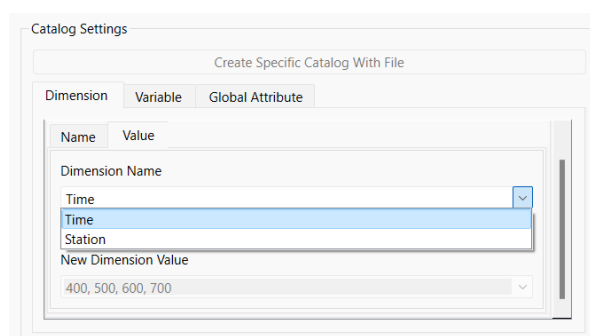 Catalog Settings
Create Specific Catalog With File
Dimension Variable Global Attribute
Name Value
Dimension Name
Time
Time
Station
New Dimension Value
400, 500, 600, 700